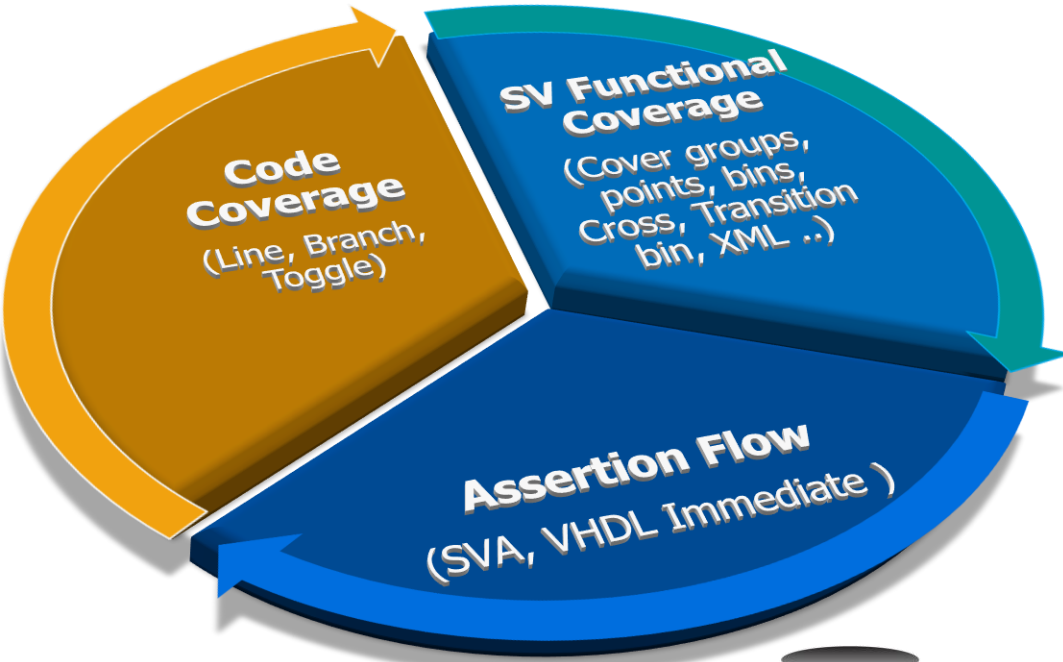 SV Functional
Coverage
(Cover groups,
points, bins,
Cross, Transition
bin, XML ..)
Code
Coverage
(Line, Branch,
Toggle)
Assertion Flow
(SVA, VHDL Immediate )